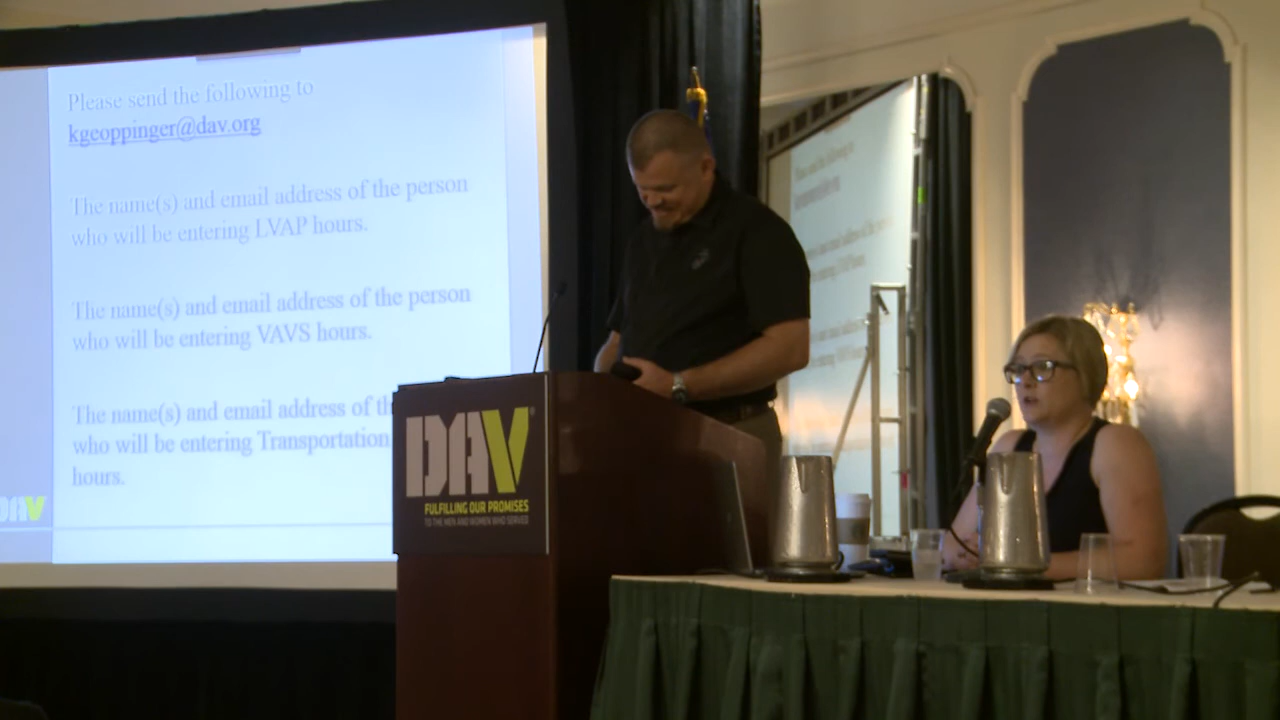 Please send the following to
kgeoppinger@dav.org
The name(s) and email address of the person
who will be entering LVAP hours.
The name(s) and email address of the person
who will be entering VAVS hours.
The name(s) and email address of
who will be entering Transportation
hours.
DAV
DAV
FULFILLING OUR PROMISES
TO THE MEN AND WOMEN WHO SERVED